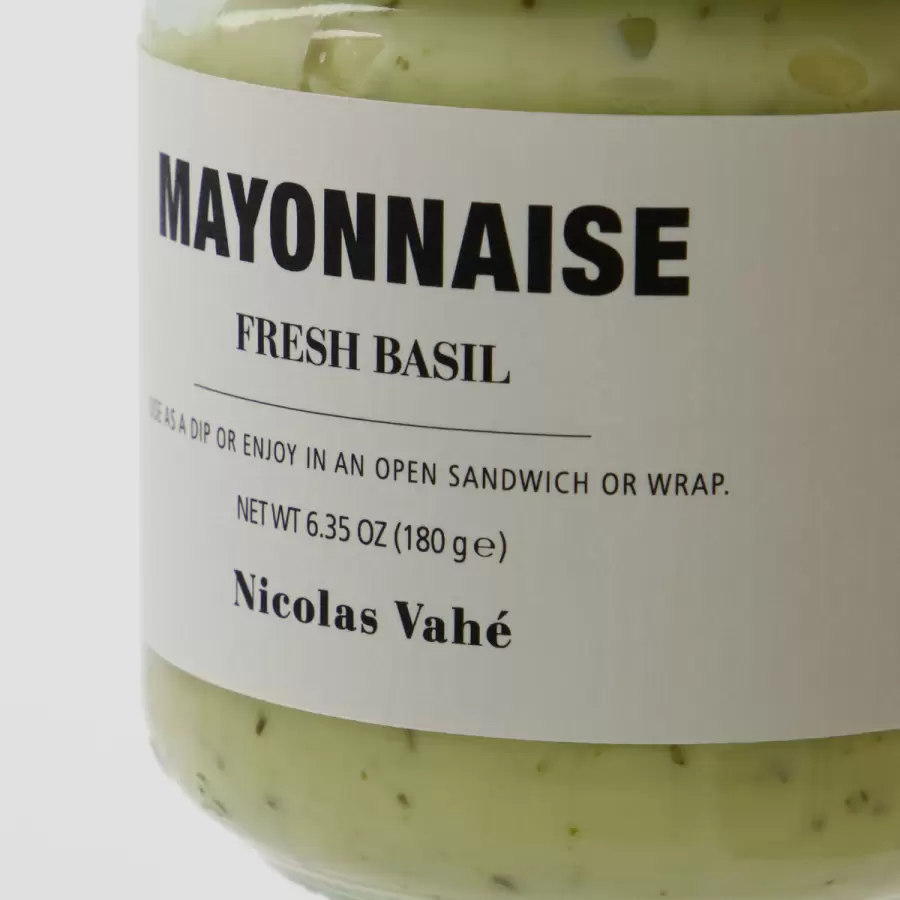 MAYONNAISE
FRESH BASIL
USE AS A DIP OR ENJOY IN AN OPEN SANDWICH OR WRAP.
NET WT 6.35 OZ (180 g ℮)
Nicolas Vahé